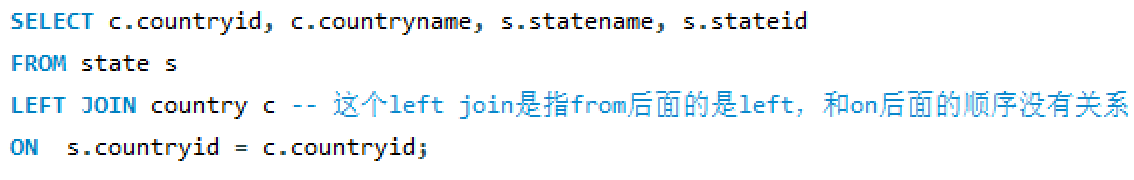 SELECT c.countryid, c.countryname, s.statename, s.stateid
FROM state s
LEFT JOIN country c -- 这个left join是指from后面的是left，和on后面的顺序没有关系
ON  s.countryid = c.countryid;